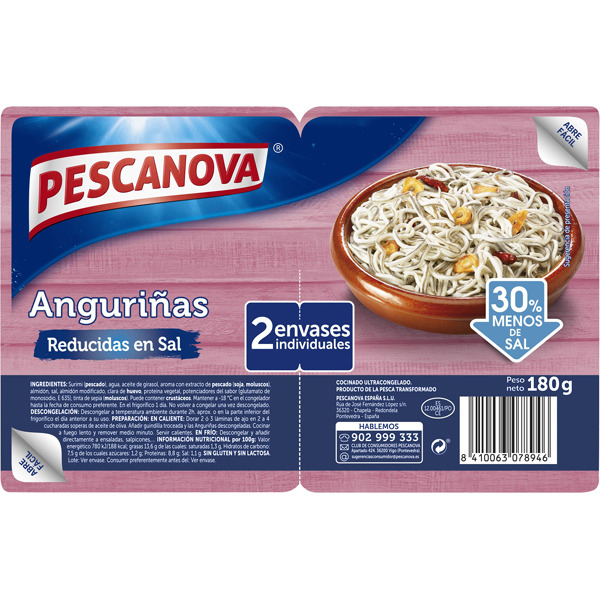 PESCANOVA®
Anguriñas
Reducidas en Sal
2 envases
individuales
ABRE
FÁCIL
Sugerencia de presentación
30%
MENOS
DE
SAL
Peso
neto 180g
INGREDIENTES: Surimi (pescado), agua, aceite de girasol, aroma con extracto de pescado (soja, moluscos),
almidón, sal, almidón modificado, clara de huevo, proteína vegetal, potenciadores del sabor (glutamato de
monosodio, E 635), tinta de sepia (moluscos). Puede contener crustáceos. Mantener a -18 °C en el congelador
hasta la fecha de consumo preferente. En el frigorífico 1 día. No volver a congelar una vez descongelado.
DESCONGELACIÓN: Descongelar a temperatura ambiente durante 2h. aprox. o en la parte inferior del
frigorífico el día anterior a su uso. PREPARACIÓN: EN CALIENTE: Dorar 2 ó 3 láminas de ajo en 2 a 4
cucharadas soperas de aceite de oliva. Añadir guindilla troceada y las Anguriñas descongeladas. Cocinar
a fuego lento y remover medio minuto. Servir calientes. EN FRÍO: Descongelar y añadir
directamente a ensaladas, salpicones... INFORMACIÓN NUTRICIONAL por 100g: Valor
energético 780 kJ/188 kcal; grasas 13,6 g de las cuales: saturadas 1,3 g; Hidratos de carbono
7,5 g de los cuales azúcares: 1,2 g; Proteínas: 8,8 g; Sal: 1,1 g. SIN GLUTEN Y SIN LACTOSA
Lote: Ver envase. Consumir preferentemente antes del: Ver envase.
ABRE
FÁCIL
COCINADO ULTRACONGELADO.
PRODUCTO DE LA PESCA TRANSFORMADO
PESCANOVA ESPAÑA S.L.U.
Rúa de José Fernández López s/n.
36320 - Chapela - Redondela
Pontevedra (España)
ES
12.00461/PO
CE
HABLEMOS
902 999 333
CLUB DE CONSUMIDORES PESCANOVA
Apartado 424. 36200 Vigo (Pontevedra)
@ sugerenciasconsumidor@pescanova.es
8 410063 078946